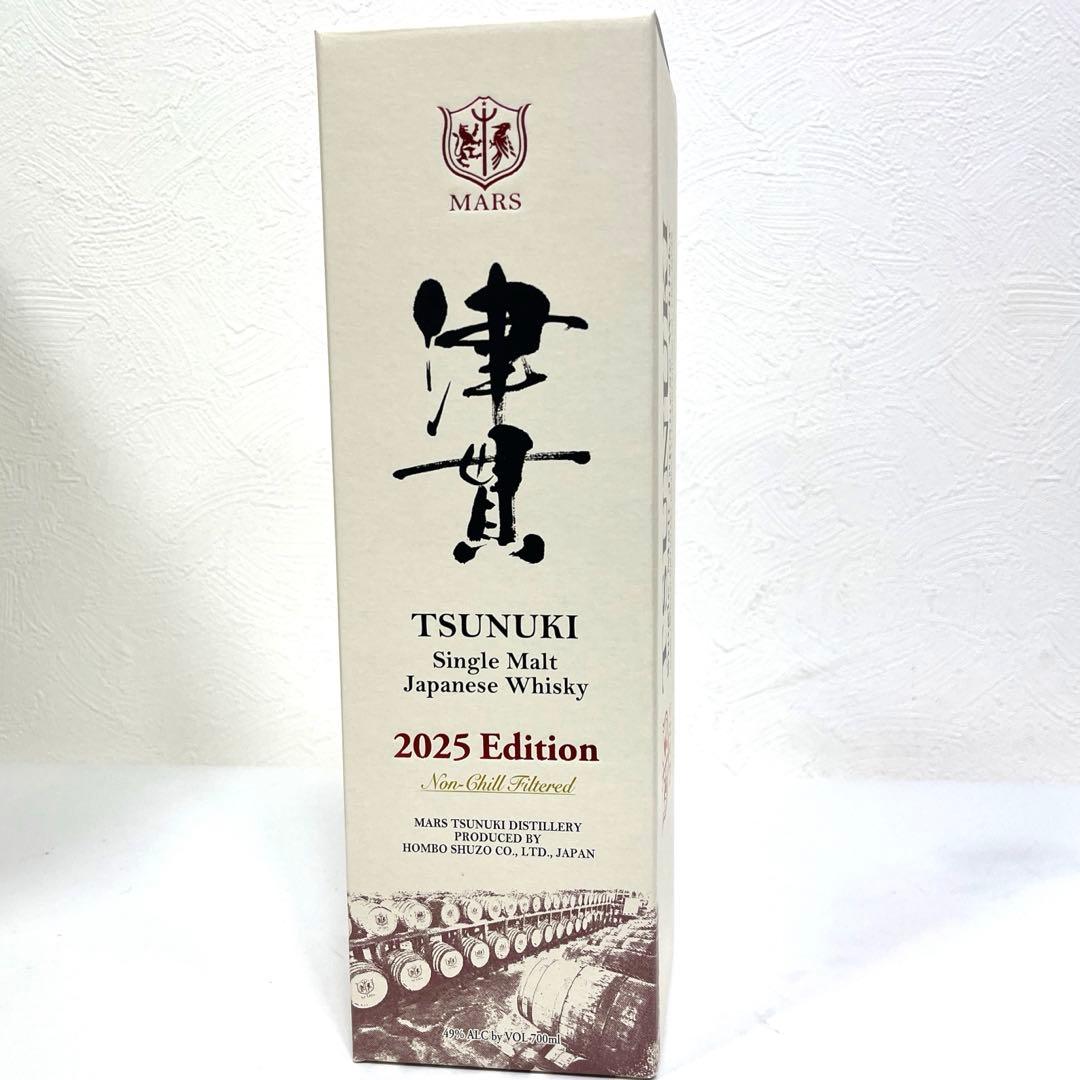 MARS
津貫
TSUNUKI
Single Malt
Japanese Whisky
2025 Edition
Non-Chill Filtered
MARS TSUNUKI DISTILLERY
PRODUCED BY
HOMBO SHUZO CO., LTD., JAPAN
49% ALC by VOL 700ml